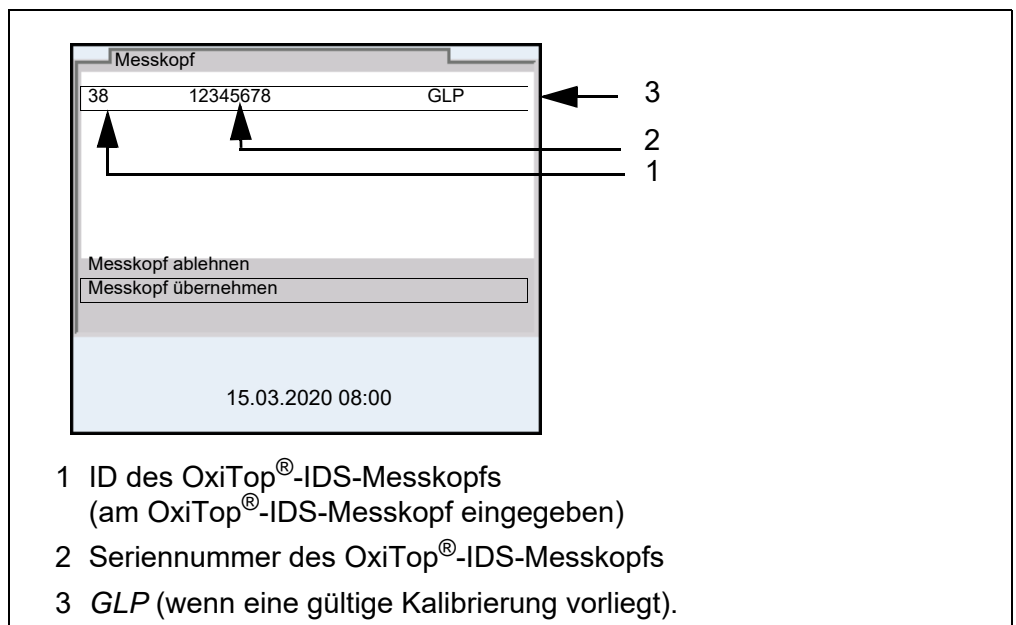 Messkopf
38 12345678 GLP
3
2
1
Messkopf ablehnen
Messkopf übernehmen
15.03.2020 08:00
1 ID des OxiTop®-IDS-Messkopfs
(am OxiTop®-IDS-Messkopf eingegeben)
2 Seriennummer des OxiTop®-IDS-Messkopfs
3 GLP (wenn eine gültige Kalibrierung vorliegt).